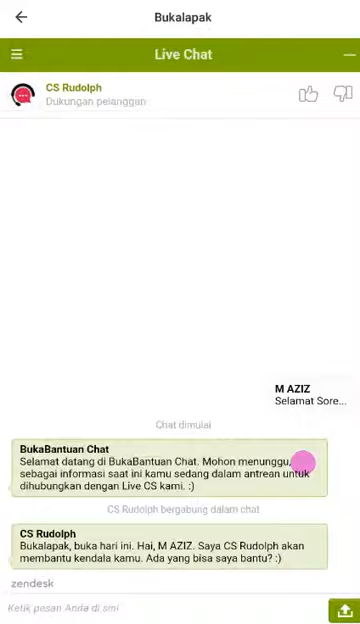 Bukalapak
Live Chat
CS Rudolph
Dukungan pelanggan
M AZIZ
Selamat Sore...
Chat dimulai
BukaBantuan Chat
Selamat datang di BukaBantuan Chat. Mohon menunggu,
sebagai informasi saat ini kamu sedang dalam antrean untuk
dihubungkan dengan Live CS kami. :)
CS Rudolph bergabung dalam chat
CS Rudolph
Bukalapak, buka hari ini. Hai, M AZIZ. Saya CS Rudolph akan
membantu kendala kamu. Ada yang bisa saya bantu? :)
zendesk
Ketik pesan Anda di sini